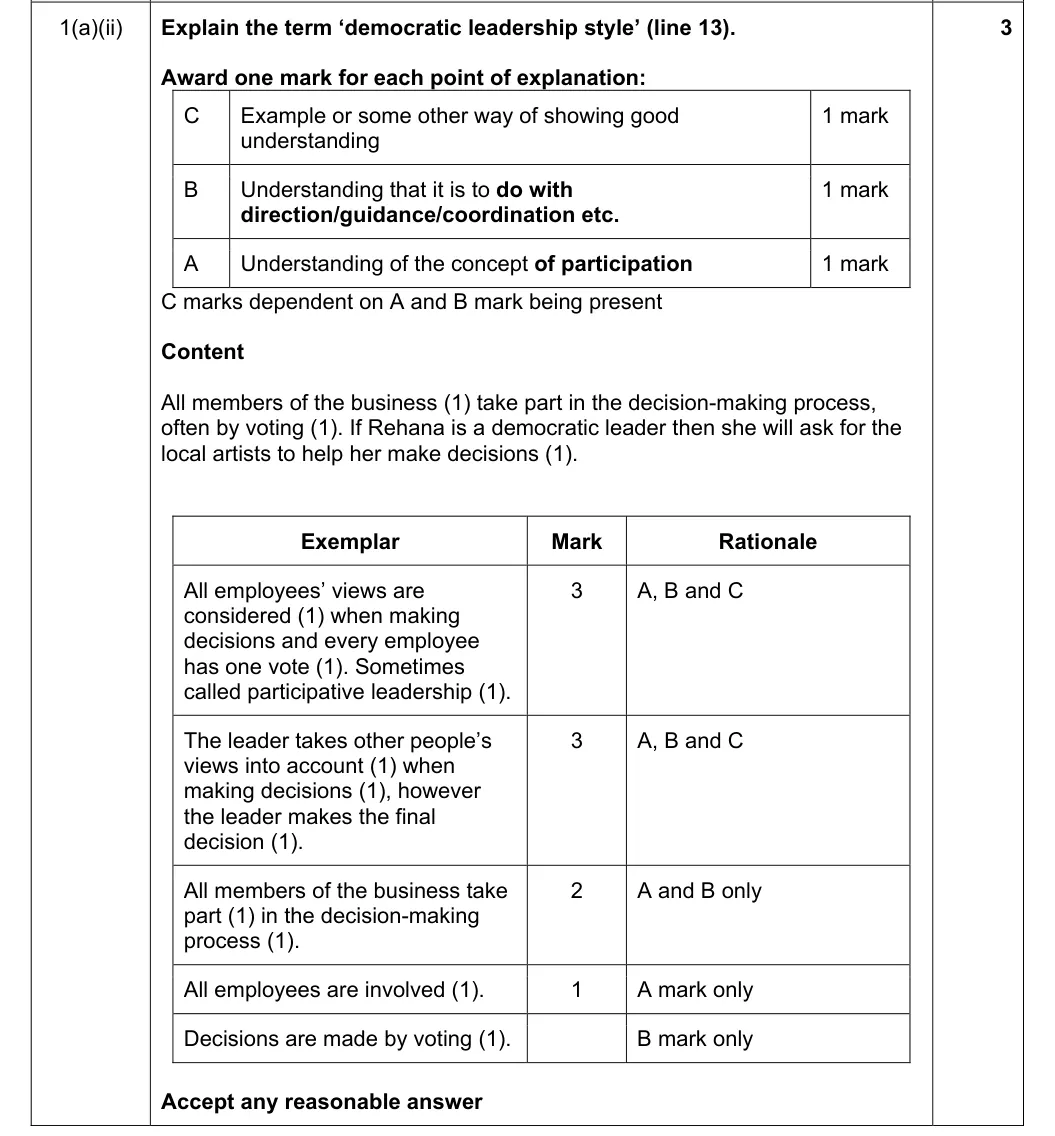 1(a)(ii) Explain the term ‘democratic leadership style’ (line 13). 3
Award one mark for each point of explanation:
C Example or some other way of showing good 1 mark
understanding
B Understanding that it is to do with 1 mark
direction/guidance/coordination etc.
A Understanding of the concept of participation 1 mark
C marks dependent on A and B mark being present
Content
All members of the business (1) take part in the decision-making process,
often by voting (1). If Rehana is a democratic leader then she will ask for the
local artists to help her make decisions (1).
Exemplar Mark Rationale
All employees’ views are 3 A, B and C
considered (1) when making
decisions and every employee
has one vote (1). Sometimes
called participative leadership (1).
The leader takes other people’s 3 A, B and C
views into account (1) when
making decisions (1), however
the leader makes the final
decision (1).
All members of the business take 2 A and B only
part (1) in the decision-making
process (1).
All employees are involved (1). 1 A mark only
Decisions are made by voting (1). B mark only
Accept any reasonable answer